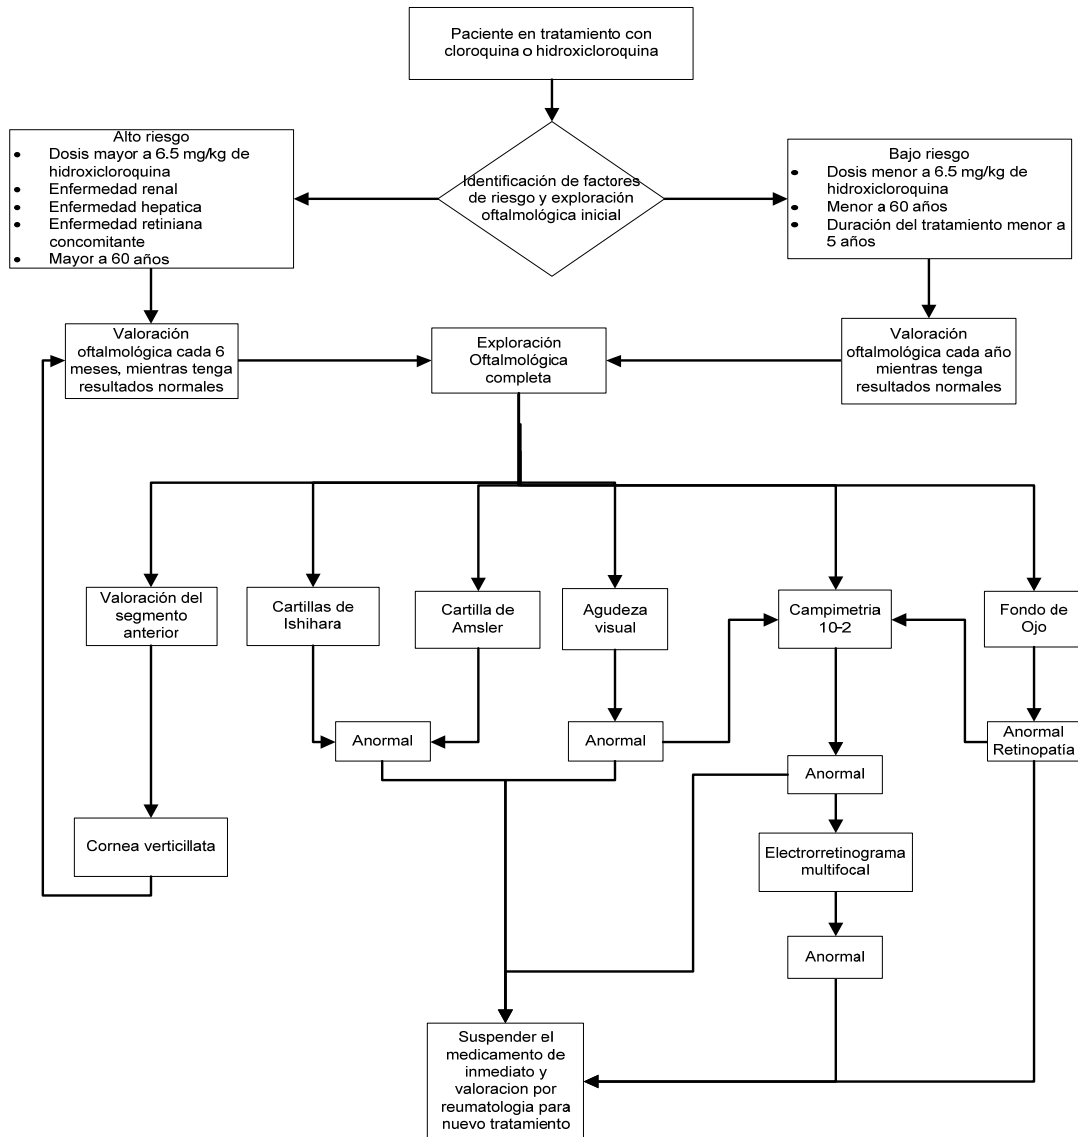 Paciente en tratamiento con
cloroquina o hidroxicloroquina
Alto riesgo
• Dosis mayor a 6.5 mg/kg de
hidroxicloroquina
• Enfermedad renal
• Enfermedad hepatica
• Enfermedad retiniana
concomitante
• Mayor a 60 años
Identificación de factores
de riesgo y exploración
oftalmológica inicial
Bajo riesgo
• Dosis menor a 6.5 mg/kg de
hidroxicloroquina
• Menor a 60 años
• Duración del tratamiento menor a
5 años
Valoración
oftalmológica cada 6
meses, mientras tenga
resultados normales
Exploración
Oftalmológica
completa
Valoración
oftalmológica cada año
mientras tenga
resultados normales
Valoración del
segmento
anterior
Cartillas de
Ishihara
Cartilla de
Amsler
Agudeza
visual
Campimetria
10-2
Fondo de
Ojo
Anormal
Anormal
Anormal
Retinopatía
Anormal
Cornea verticillata
Electrorretinograma
multifocal
Anormal
Suspender el
medicamento de
inmediato y
valoracion por
reumatologia para
nuevo tratamiento